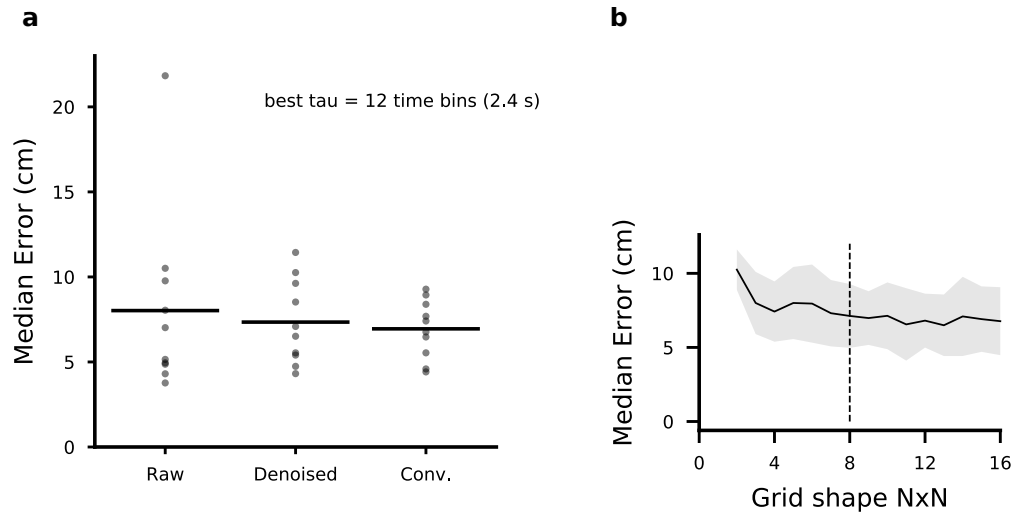 a
Median Error (cm)
20
15
10
5
0
best tau = 12 time bins (2.4 s)
Raw
Denoised
Conv.
b
Median Error (cm)
10
5
0
0
4
8
12
16
Grid shape NxN